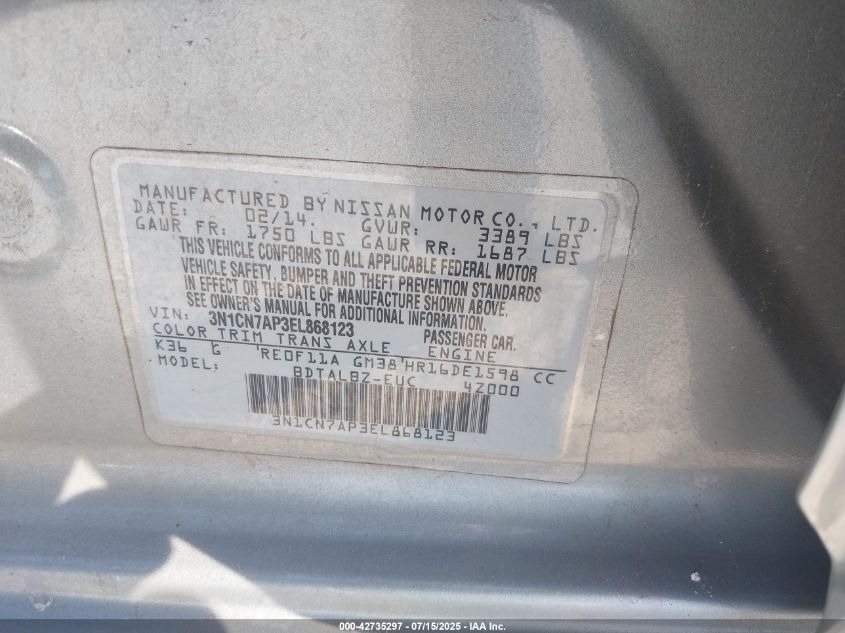 MANUFACTURED BY NISSAN MOTOR CO., LTD.
DATE: 02/14 GVWR: 3389 LBS
GAWR FR: 1750 LBS GAWR RR: 1687 LBS
THIS VEHICLE CONFORMS TO ALL APPLICABLE FEDERAL MOTOR
VEHICLE SAFETY, BUMPER AND THEFT PREVENTION STANDARDS
IN EFFECT ON THE DATE OF MANUFACTURE SHOWN ABOVE.
SEE OWNER'S MANUAL FOR ADDITIONAL INFORMATION.
VIN: 3N1CN7AP3EL868123 PASSENGER CAR.
COLOR TRIM TRANS AXLE ENGINE
K36 G RE0F11A GM38 HR16DE1598 CC
MODEL: BDTALBZ-EUC 4Z000
3N1CN7AP3EL868123
000-42735297 - 07/15/2025 - IAA Inc.